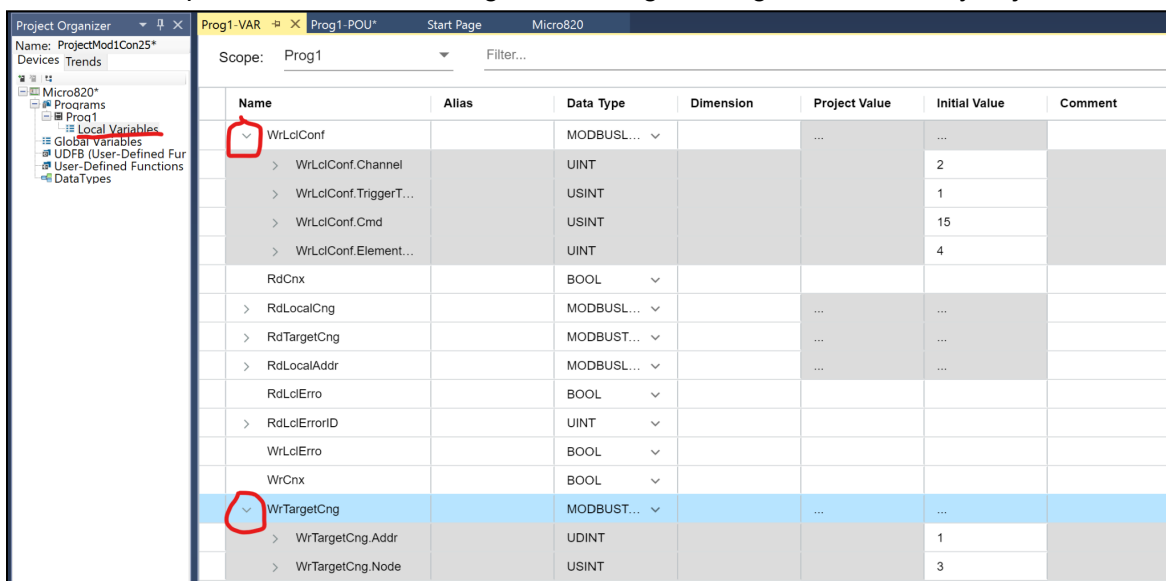 Project Organizer
Prog1-VAR
Prog1-POU*
Start Page
Micro820
Name: ProjectMod1Con25*
Devices Trends
Micro820*
Programs
Prog1
Local Variables
Global Variables
UDFB (User-Defined Fur
User-Defined Functions
DataTypes
Scope: Prog1 Filter...
Name Alias Data Type Dimension Project Value Initial Value Comment
WrLclConf MODBUSL... ... ...
WrLclConf.Channel UINT 2
WrLclConf.TriggerT... USINT 1
WrLclConf.Cmd USINT 15
WrLclConf.Element... UINT 4
RdCnx BOOL
RdLocalCng MODBUSL... ... ...
RdTargetCng MODBUST... ... ...
RdLocalAddr MODBUSL... ... ...
RdLclErro BOOL
RdLclErrorID UINT
WrLclErro BOOL
WrCnx BOOL
WrTargetCng MODBUST... ... ...
WrTargetCng.Addr UDINT 1
WrTargetCng.Node USINT 3